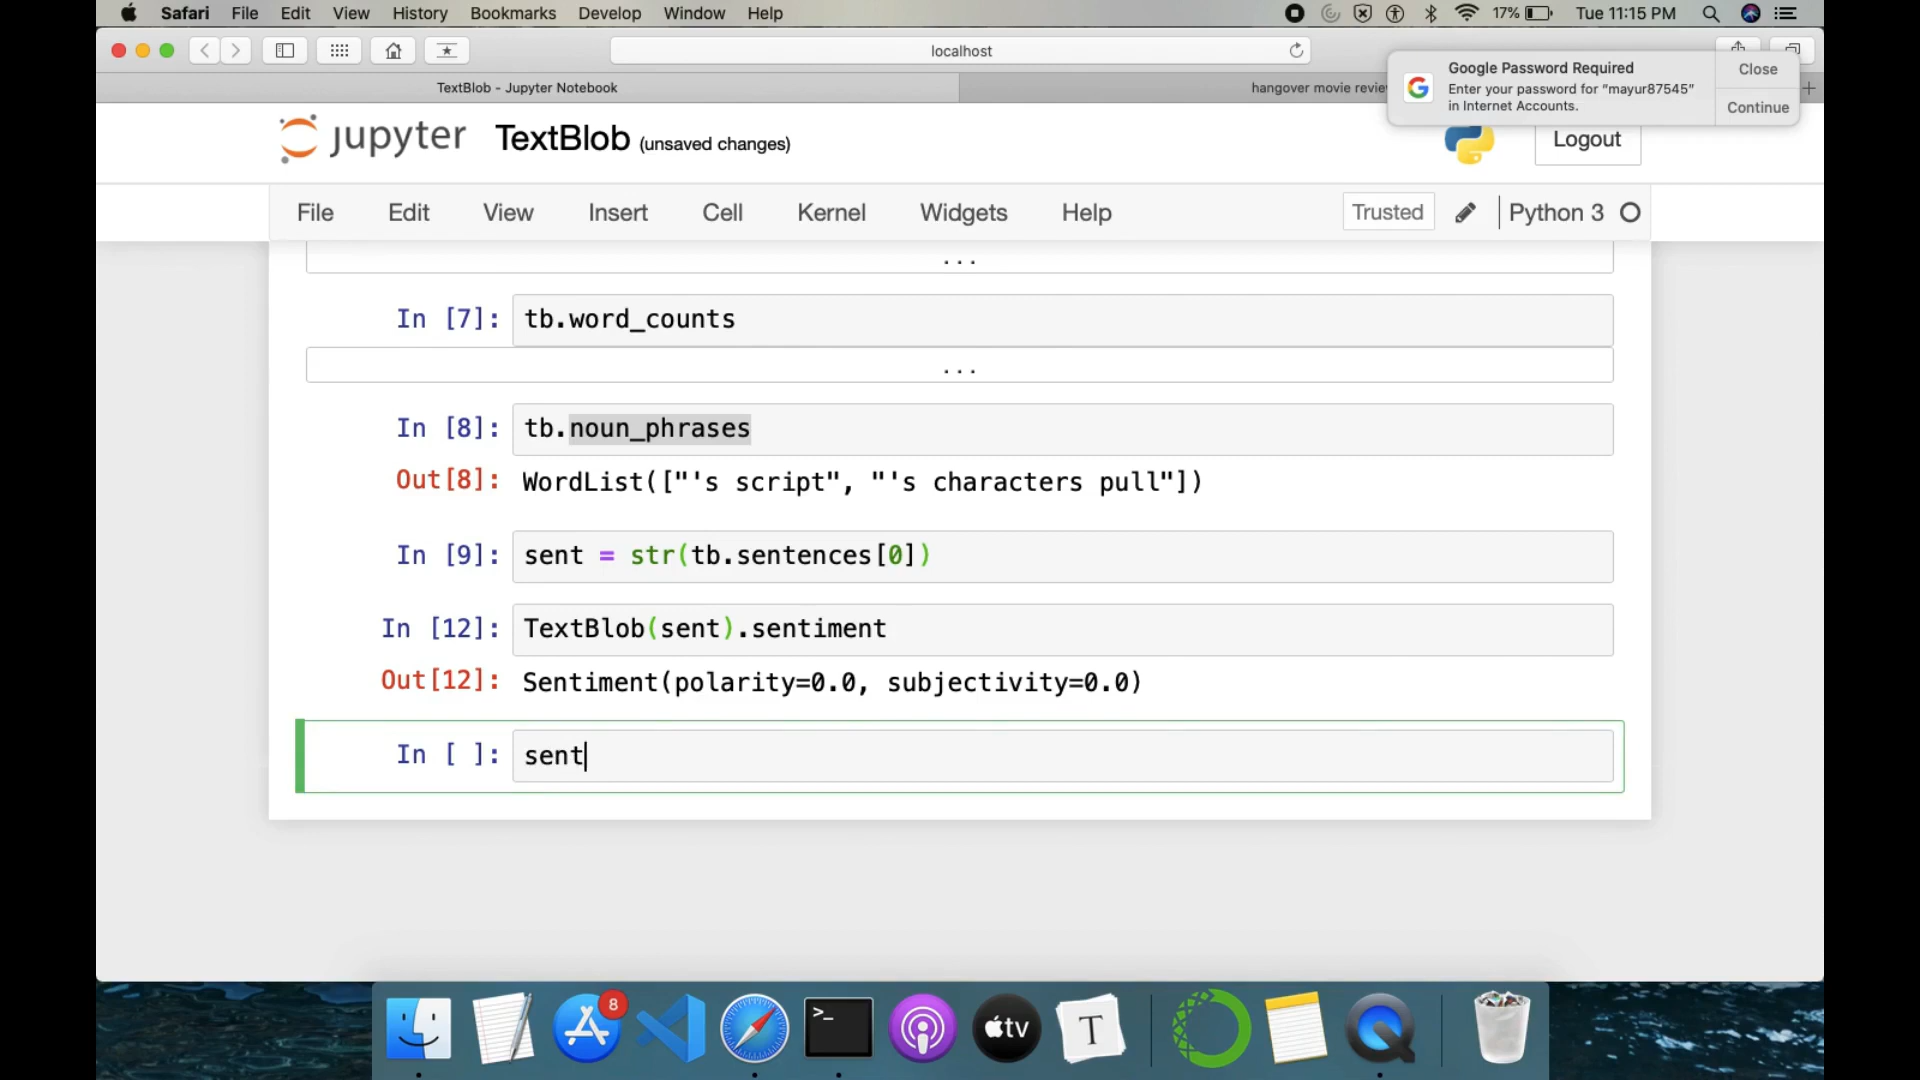 Safari File Edit View History Bookmarks Develop Window Help 17% Tue 11:15 PM
localhost
Google Password Required
Close
Enter your password for "mayur87545"
in Internet Accounts.
Continue
TextBlob - Jupyter Notebook
hangover movie revie
jupyter TextBlob (unsaved changes)
Logout
File Edit View Insert Cell Kernel Widgets Help Trusted Python 3
...
In [7]: tb.word_counts
...
In [8]: tb.noun_phrases
Out[8]: WordList(["'s script", "'s characters pull"])
In [9]: sent = str(tb.sentences[0])
In [12]: TextBlob(sent).sentiment
Out[12]: Sentiment(polarity=0.0, subjectivity=0.0)
In [ ]: sent
8
>_
tv
T